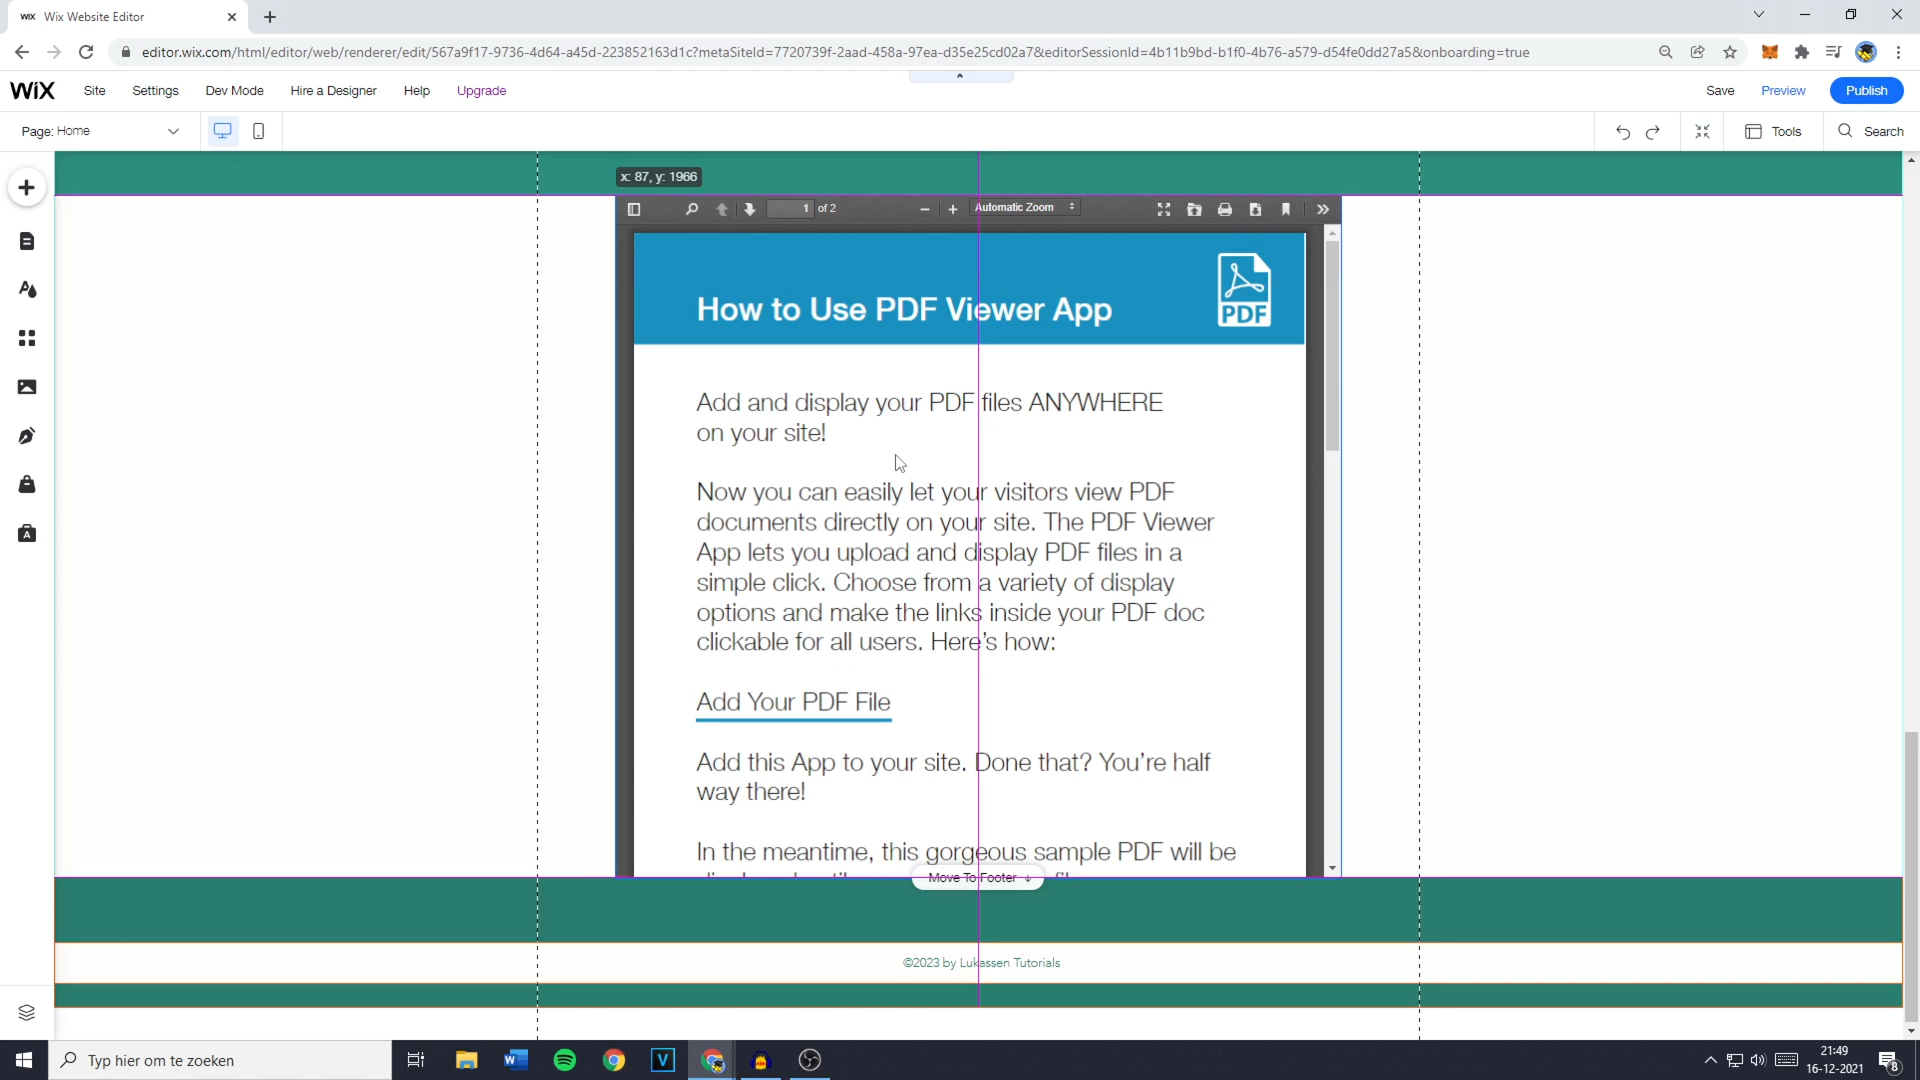 WiX Wix Website Editor
editor.wix.com/html/editor/web/renderer/edit/567a9f17-9736-4d64-a45d-223852163d1c?metaSiteId=7720739f-2aad-458a-97ea-d35e25cd02a7&editorSessionId=4b11b9bd-b1f0-4b76-a579-d54fe0dd27a5&onboarding=true
WiX Site Settings Dev Mode Hire a Designer Help Upgrade Save Preview Publish
Page: Home Tools Search
x: 87, y: 1966
1 of 2 Automatic Zoom
How to Use PDF Viewer App
PDF
Add and display your PDF files ANYWHERE
on your site!
Now you can easily let your visitors view PDF
documents directly on your site. The PDF Viewer
App lets you upload and display PDF files in a
simple click. Choose from a variety of display
options and make the links inside your PDF doc
clickable for all users. Here's how:
Add Your PDF File
Add this App to your site. Done that? You're half
way there!
In the meantime, this gorgeous sample PDF will be
Move To Footer
©2023 by Lukassen Tutorials
Typ hier om te zoeken
21:49
16-12-2021
8